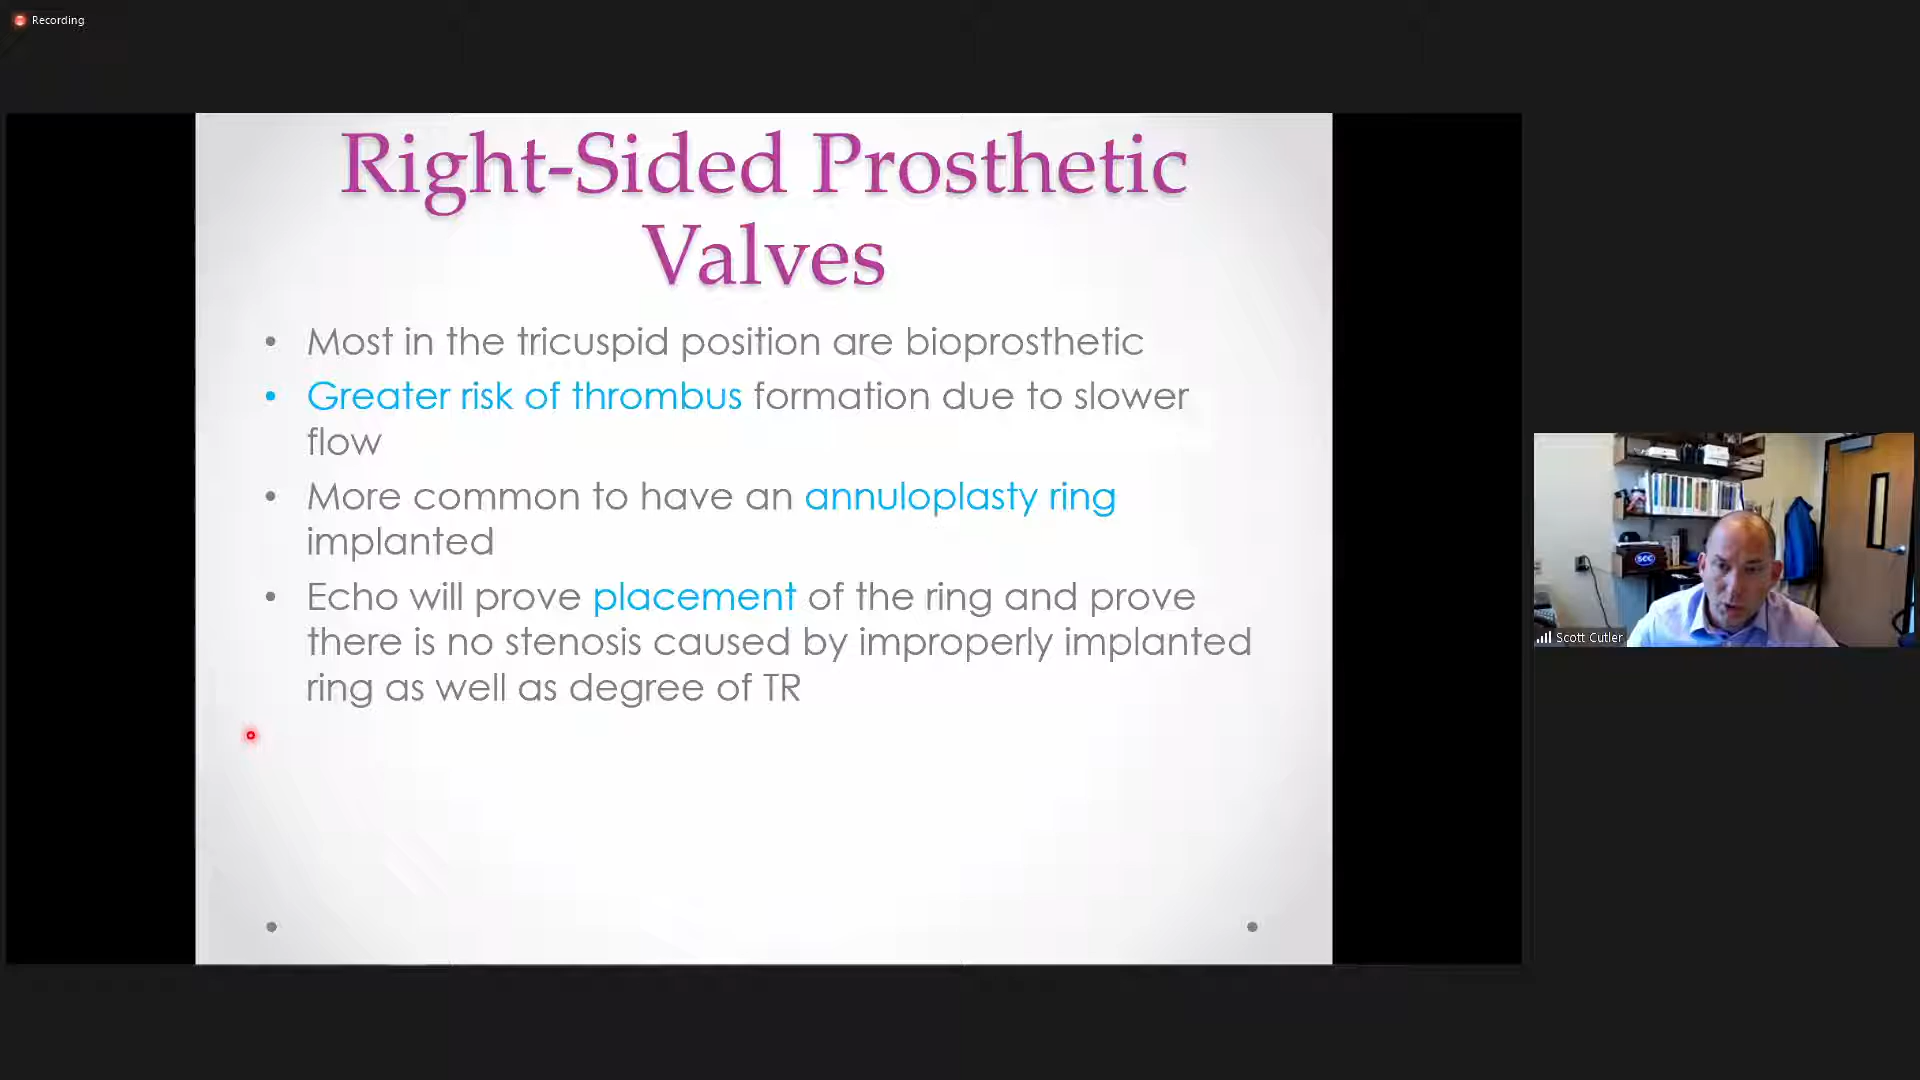 Recording
Right-Sided Prosthetic
Valves
• Most in the tricuspid position are bioprosthetic
• Greater risk of thrombus formation due to slower
flow
• More common to have an annuloplasty ring
implanted
• Echo will prove placement of the ring and prove
there is no stenosis caused by improperly implanted
ring as well as degree of TR
SCC
Scott Cutler